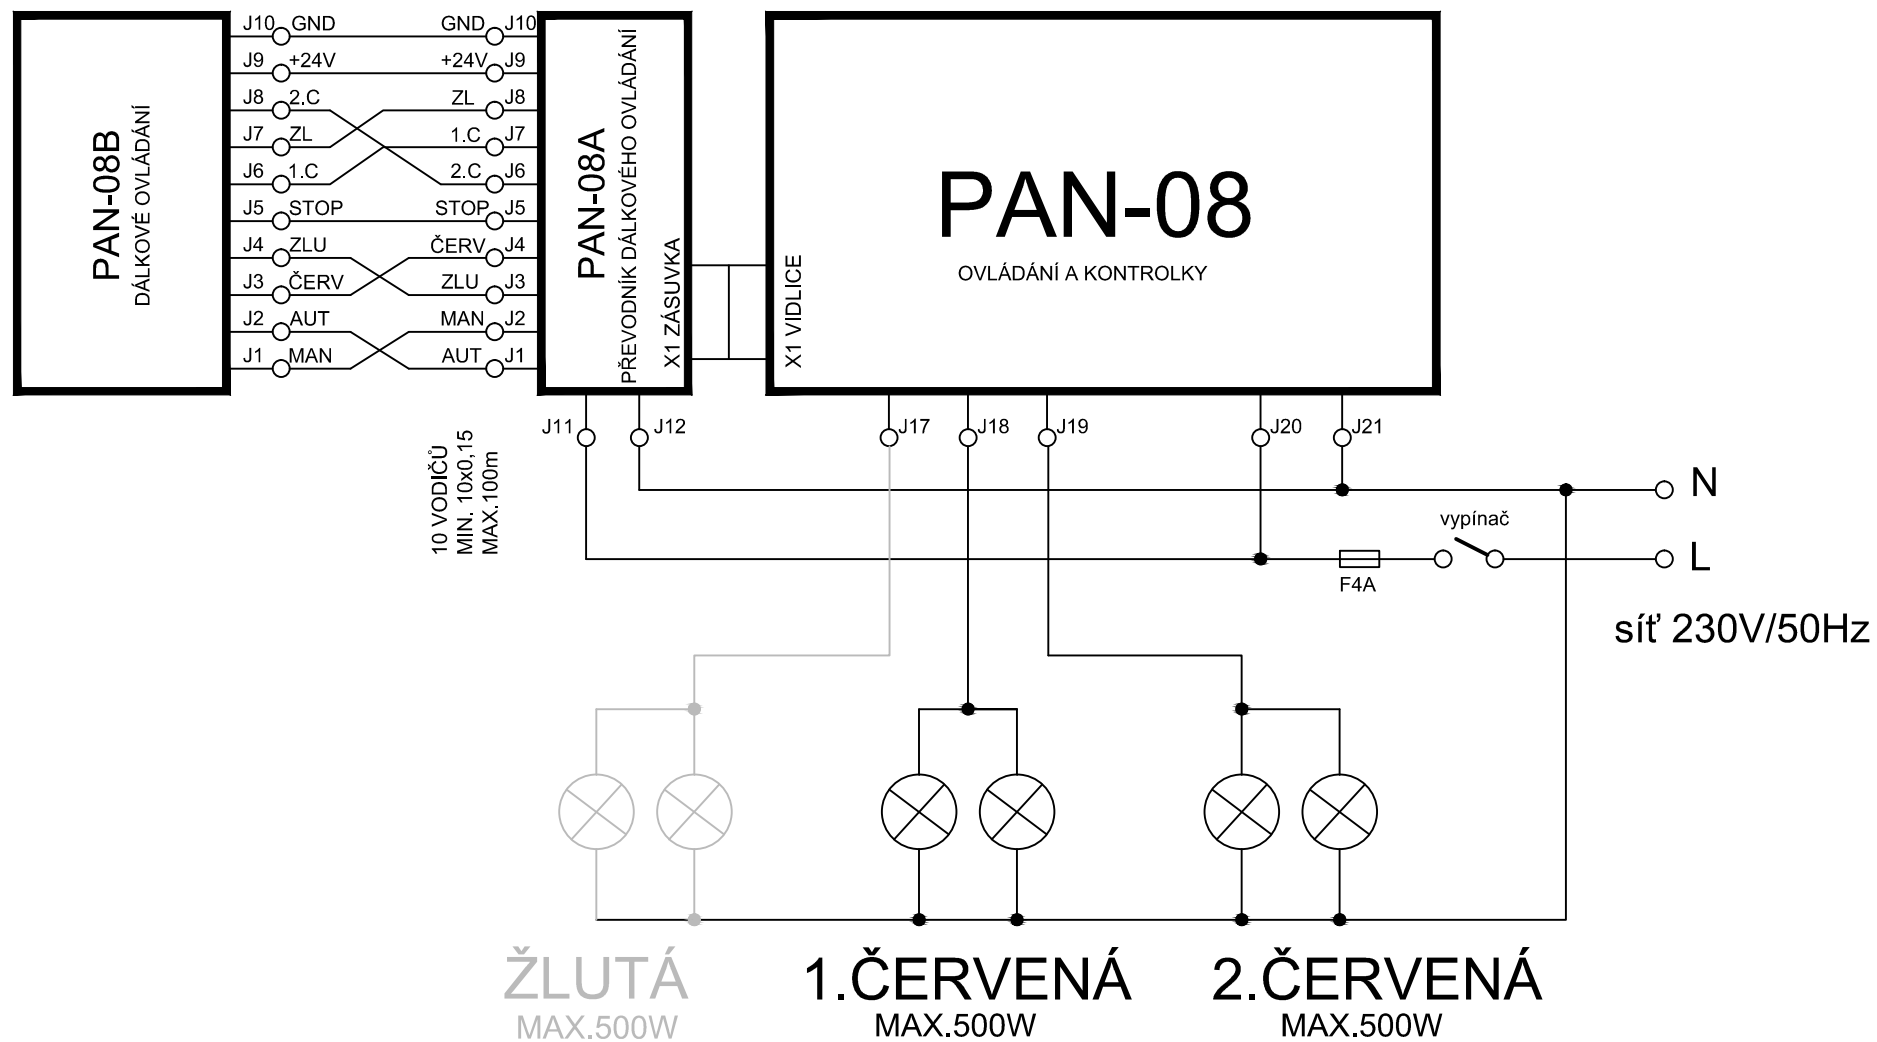 PAN-08B
DÁLKOVÉ OVLÁDÁNÍ
J10 GND
J9 +24V
J8 2.C
J7 ZL
J6 1.C
J5 STOP
J4 ZLU
J3 ČERV
J2 AUT
J1 MAN
GND J10
+24V J9
ZL J8
1.C J7
2.C J6
STOP J5
ČERV J4
ZLU J3
MAN J2
AUT J1
PAN-08A
PŘEVODNÍK DÁLKOVÉHO OVLÁDÁNÍ
X1 ZÁSUVKA
X1 VIDLICE
PAN-08
OVLÁDÁNÍ A KONTROLKY
J11
J12
J17
J18
J19
J20
J21
10 VODIČŮ
MIN. 10x0,15
MAX.100m
N
vypínač
L
F4A
síť 230V/50Hz
ŽLUTÁ
MAX.500W
1.ČERVENÁ
MAX.500W
2.ČERVENÁ
MAX.500W